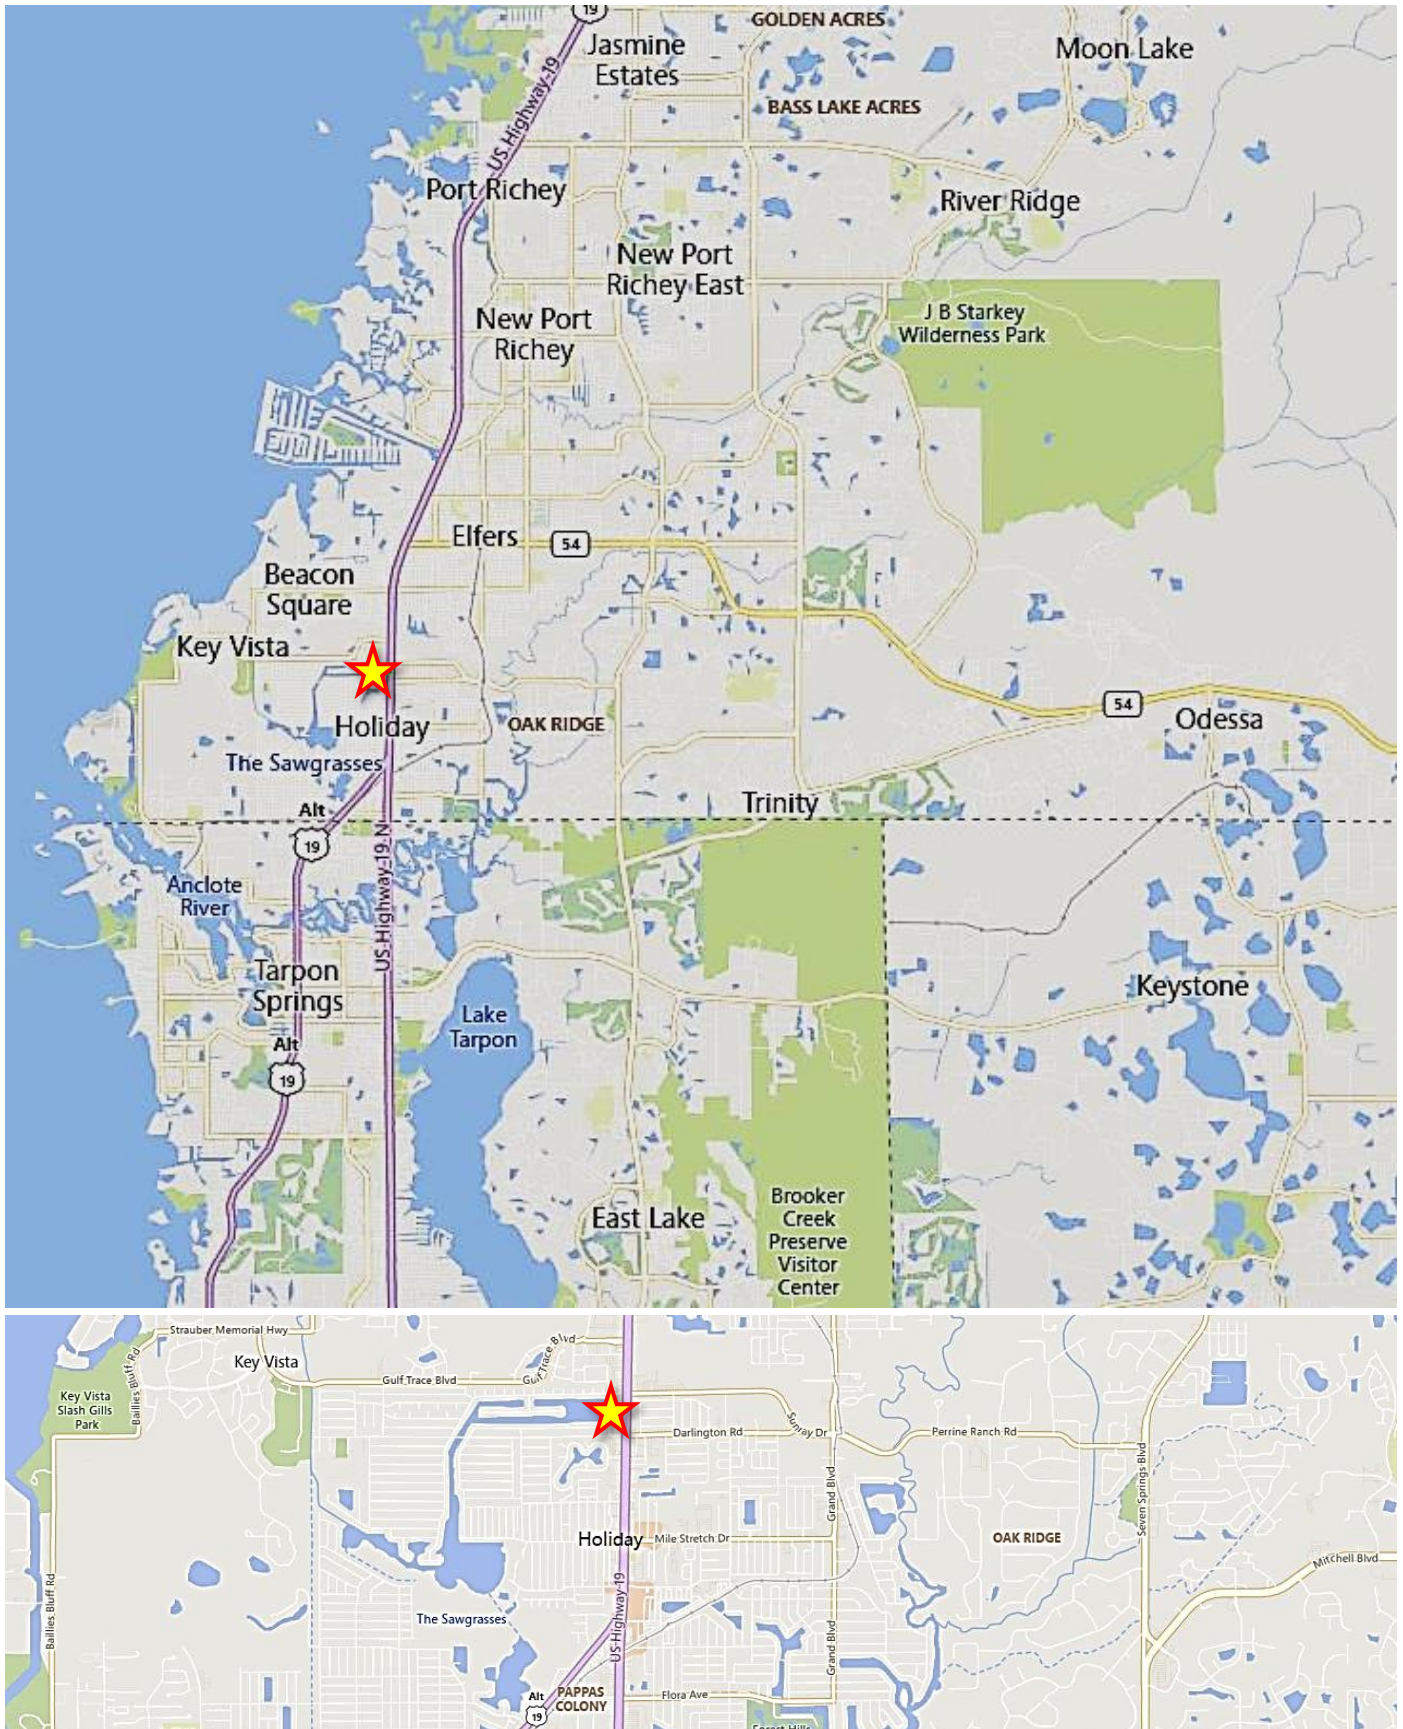 19
GOLDEN ACRES
Jasmine
Estates
Moon Lake
US Highway 19
BASS LAKE ACRES
Port Richey
River Ridge
New Port
Richey East
J B Starkey
Wilderness Park
New Port
Richey
Elfers
54
Beacon
Square
Key Vista
54
Odessa
Holiday
OAK RIDGE
The Sawgrasses
Alt
19
Trinity
US Highway 19 N
Anclote
River
Tarpon
Springs
Keystone
Lake
Tarpon
Alt
19
East Lake
Brooker
Creek
Preserve
Visitor
Center
Strauber Memorial Hwy
Key Vista
Gulf Trace Blvd
Gulf Trace Blvd
Baillies Bluff Rd
Key Vista
Slash Gills
Park
Sunray Dr
Darlington Rd
Perrine Ranch Rd
Grand Blvd
Seven Springs Blvd
Holiday
Mile Stretch Dr
OAK RIDGE
Mitchell Blvd
Baillies Bluff Rd
The Sawgrasses
US Highway 19
Grand Blvd
Alt
19
PAPPAS
COLONY
Flora Ave
Forest Hills